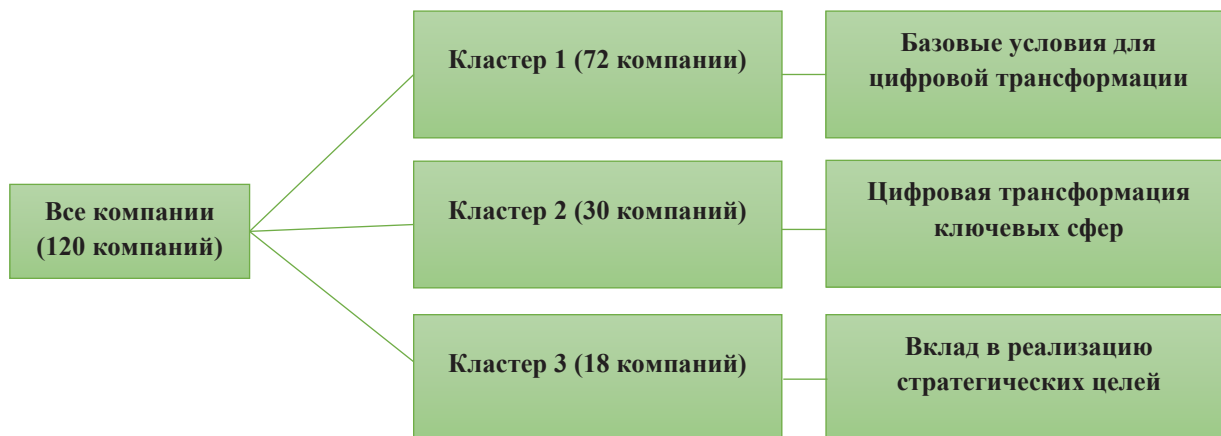 Все компании
(120 компаний)
Кластер 1 (72 компании)
Базовые условия для
цифровой трансформации
Кластер 2 (30 компаний)
Цифровая трансформация
ключевых сфер
Кластер 3 (18 компаний)
Вклад в реализацию
стратегических целей